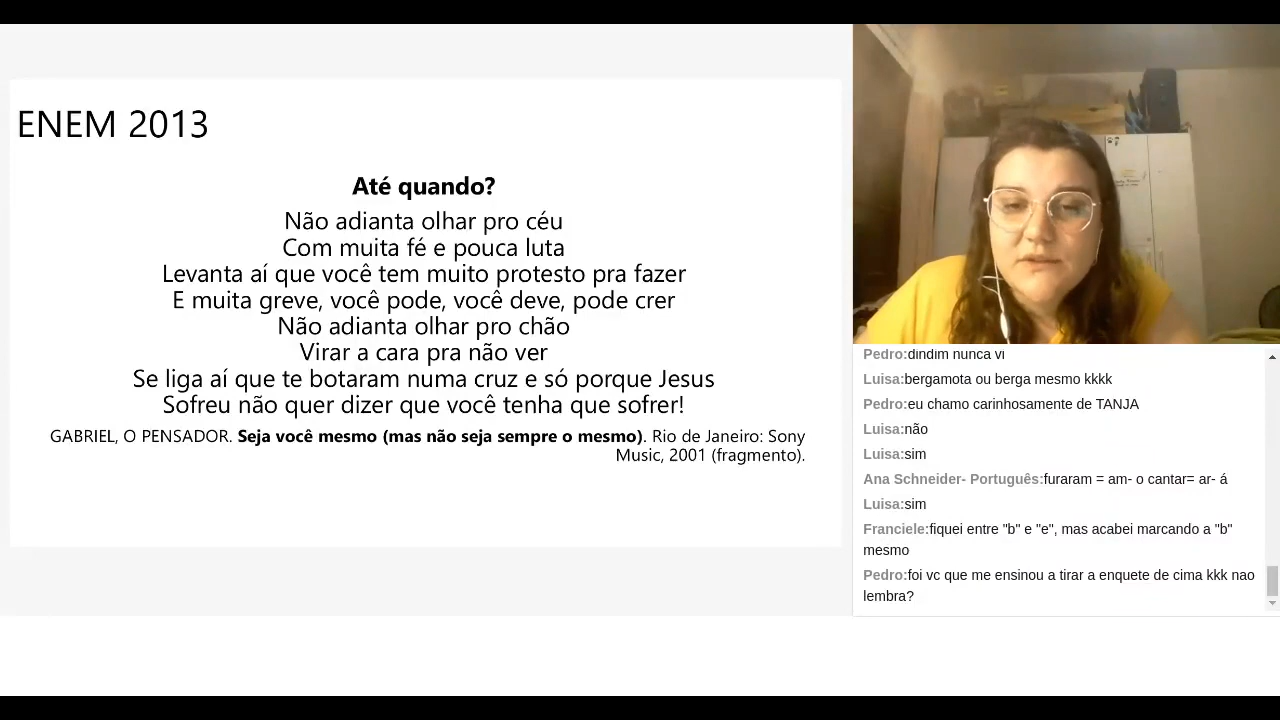 ENEM 2013
Até quando?
Não adianta olhar pro céu
Com muita fé e pouca luta
Levanta aí que você tem muito protesto pra fazer
E muita greve, você pode, você deve, pode crer
Não adianta olhar pro chão
Virar a cara pra não ver
Se liga aí que te botaram numa cruz e só porque Jesus
Sofreu não quer dizer que você tenha que sofrer!
GABRIEL, O PENSADOR. Seja você mesmo (mas não seja sempre o mesmo). Rio de Janeiro: Sony
Music, 2001 (fragmento).
Pedro:dindim nunca vi
Luisa:bergamota ou berga mesmo kkkk
Pedro:eu chamo carinhosamente de TANJA
Luisa:não
Luisa:sim
Ana Schneider- Português:furaram = am- o cantar= ar- á
Luisa:sim
Franciele:fiquei entre "b" e "e", mas acabei marcando a "b"
mesmo
Pedro:foi vc que me ensinou a tirar a enquete de cima kkk nao
lembra?